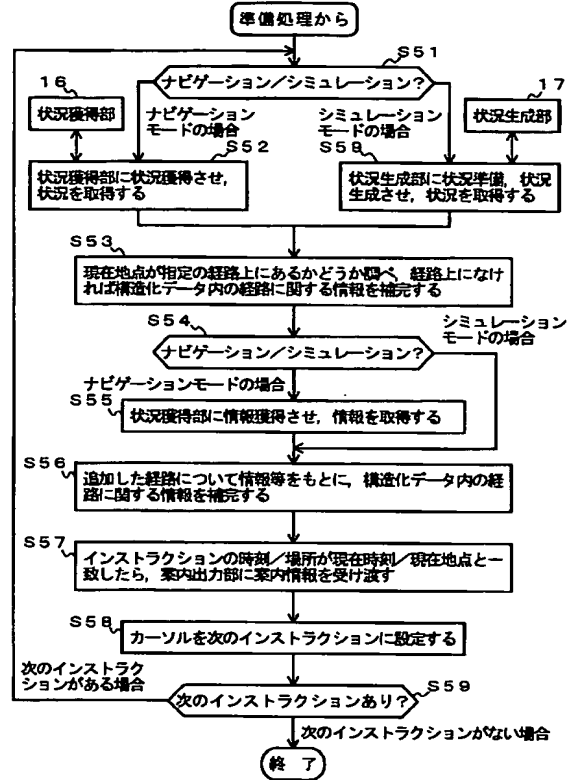 準備処理から
S51
ナビゲーション/シミュレーション?
16
状況獲得部
ナビゲーション
モードの場合
シミュレーション
モードの場合
17
状況生成部
S52
状況獲得部に状況獲得させ,
状況を取得する
S59
状況生成部に状況準備,状況
生成させ,状況を取得する
S53
現在地点が指定の経路上にあるかどうか調べ,経路上になけ
れば構造化データ内の経路に関する情報を補完する
S54
ナビゲーション/シミュレーション?
シミュレーション
モードの場合
ナビゲーションモードの場合
S55
状況獲得部に情報獲得させ,情報を取得する
S56
追加した経路について情報等をもとに,構造化データ内の経
路に関する情報を補完する
S57
インストラクションの時刻/場所が現在時刻/現在地点と一
致したら,案内出力部に案内情報を受け渡す
S58
カーソルを次のインストラクションに設定する
次のインストラク
ションがある場合
S59
次のインストラクションあり?
次のインストラクションがない場合
終 了